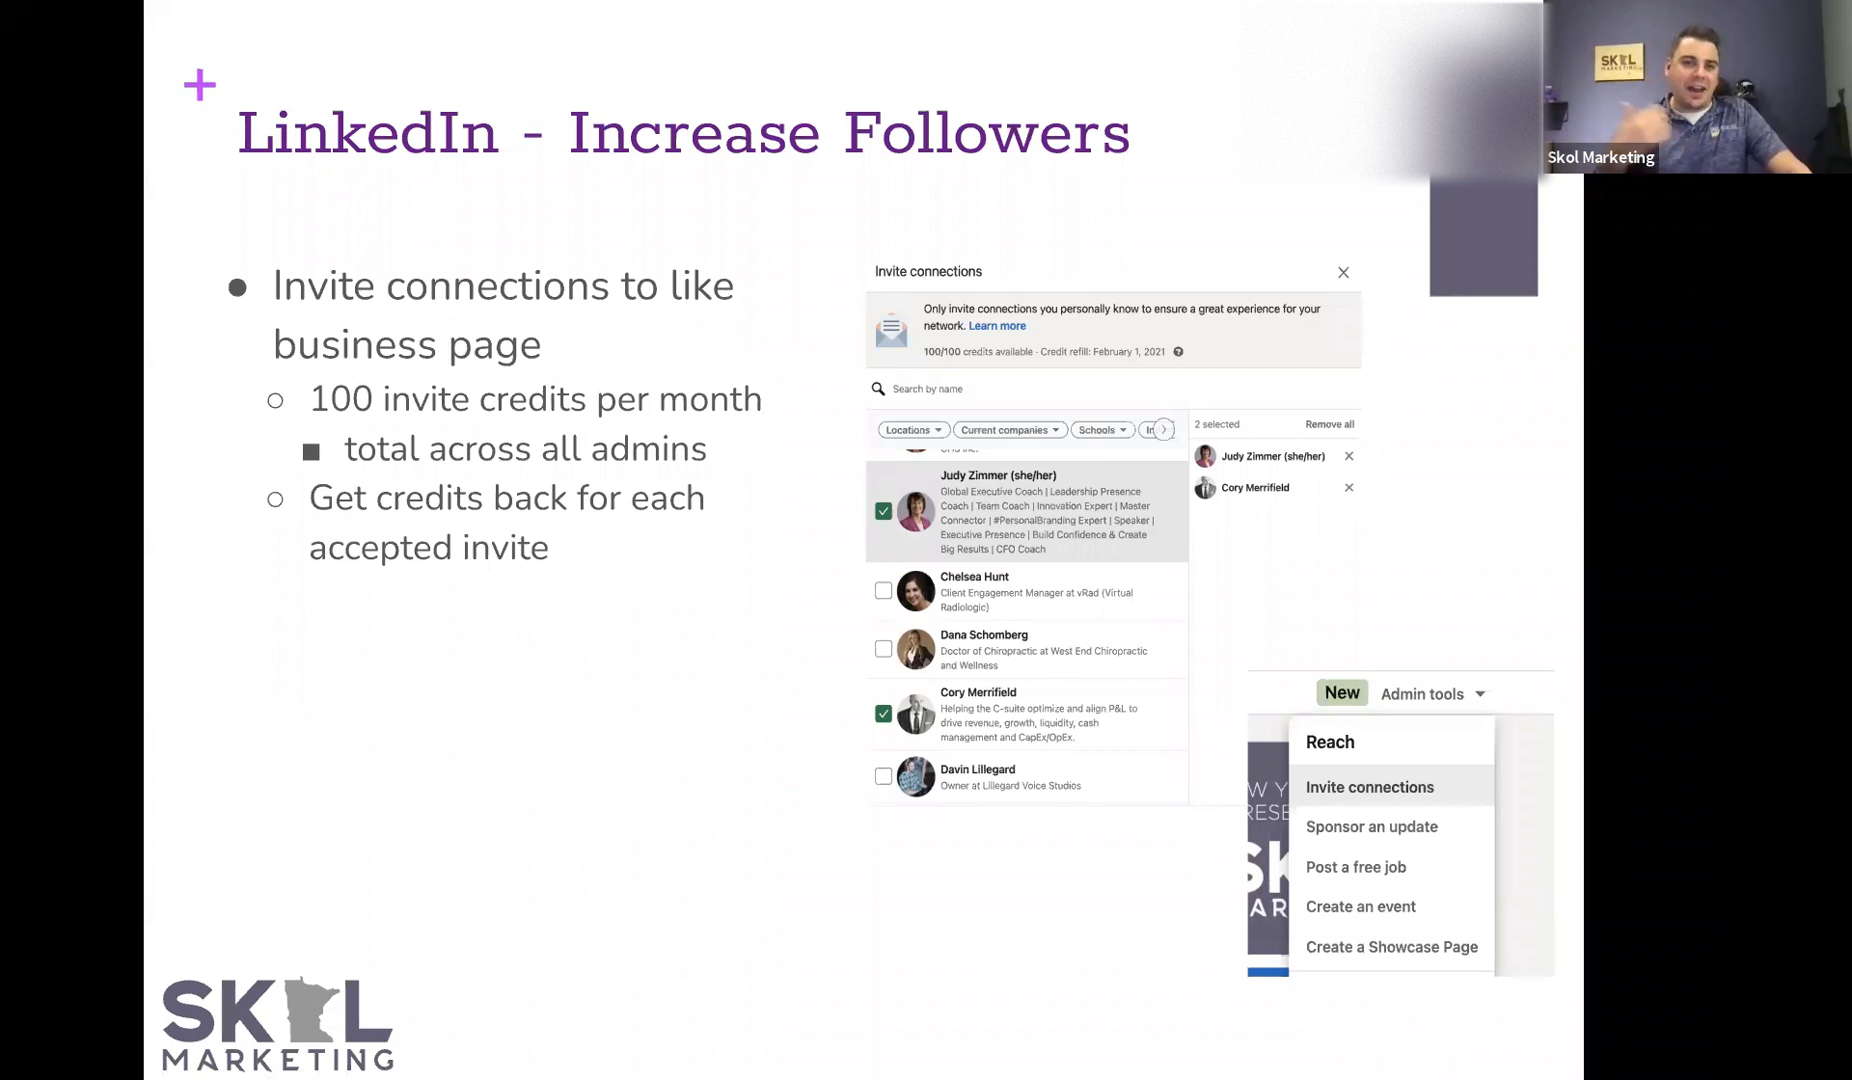 LinkedIn - Increase Followers
Skol Marketing
SK L
MARKETING
● Invite connections to like
business page
○ 100 invite credits per month
■ total across all admins
○ Get credits back for each
accepted invite
Invite connections
Only invite connections you personally know to ensure a great experience for your
network. Learn more
100/100 credits available · Credit refill: February 1, 2021
Search by name
Locations Current companies Schools
2 selected Remove all
Judy Zimmer (she/her)
Cory Merrifield
Judy Zimmer (she/her)
Global Executive Coach | Leadership Presence
Coach | Team Coach | Innovation Expert | Master
Connector | #PersonalBranding Expert | Speaker |
Executive Presence | Build Confidence & Create
Big Results | CFO Coach
Chelsea Hunt
Client Engagement Manager at vRad (Virtual
Radiologic)
Dana Schomberg
Doctor of Chiropractic at West End Chiropractic
and Wellness
Cory Merrifield
Helping the C-suite optimize and align P&L to
drive revenue, growth, liquidity, cash
management and CapEx/OpEx.
Davin Lillegard
Owner at Lillegard Voice Studios
New Admin tools
Reach
Invite connections
Sponsor an update
Post a free job
Create an event
Create a Showcase Page
W Y
RESE
SK
AR
SK L
MARKETING